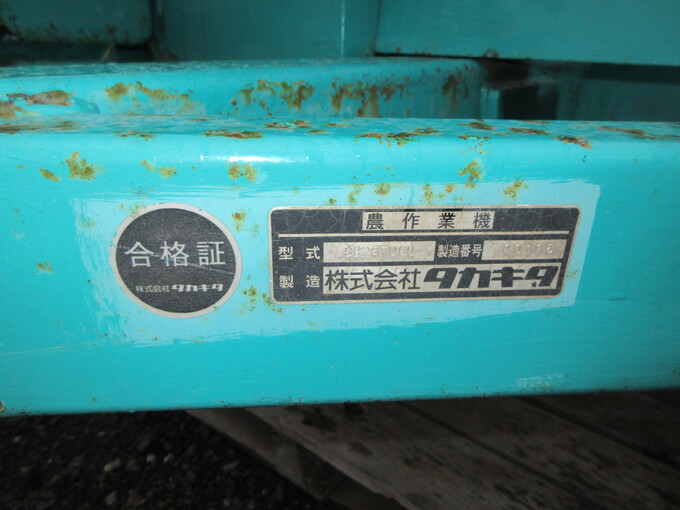 合格証
株式会社タカキタ
農作業機
型式
製造番号
製造 株式会社タカキタ